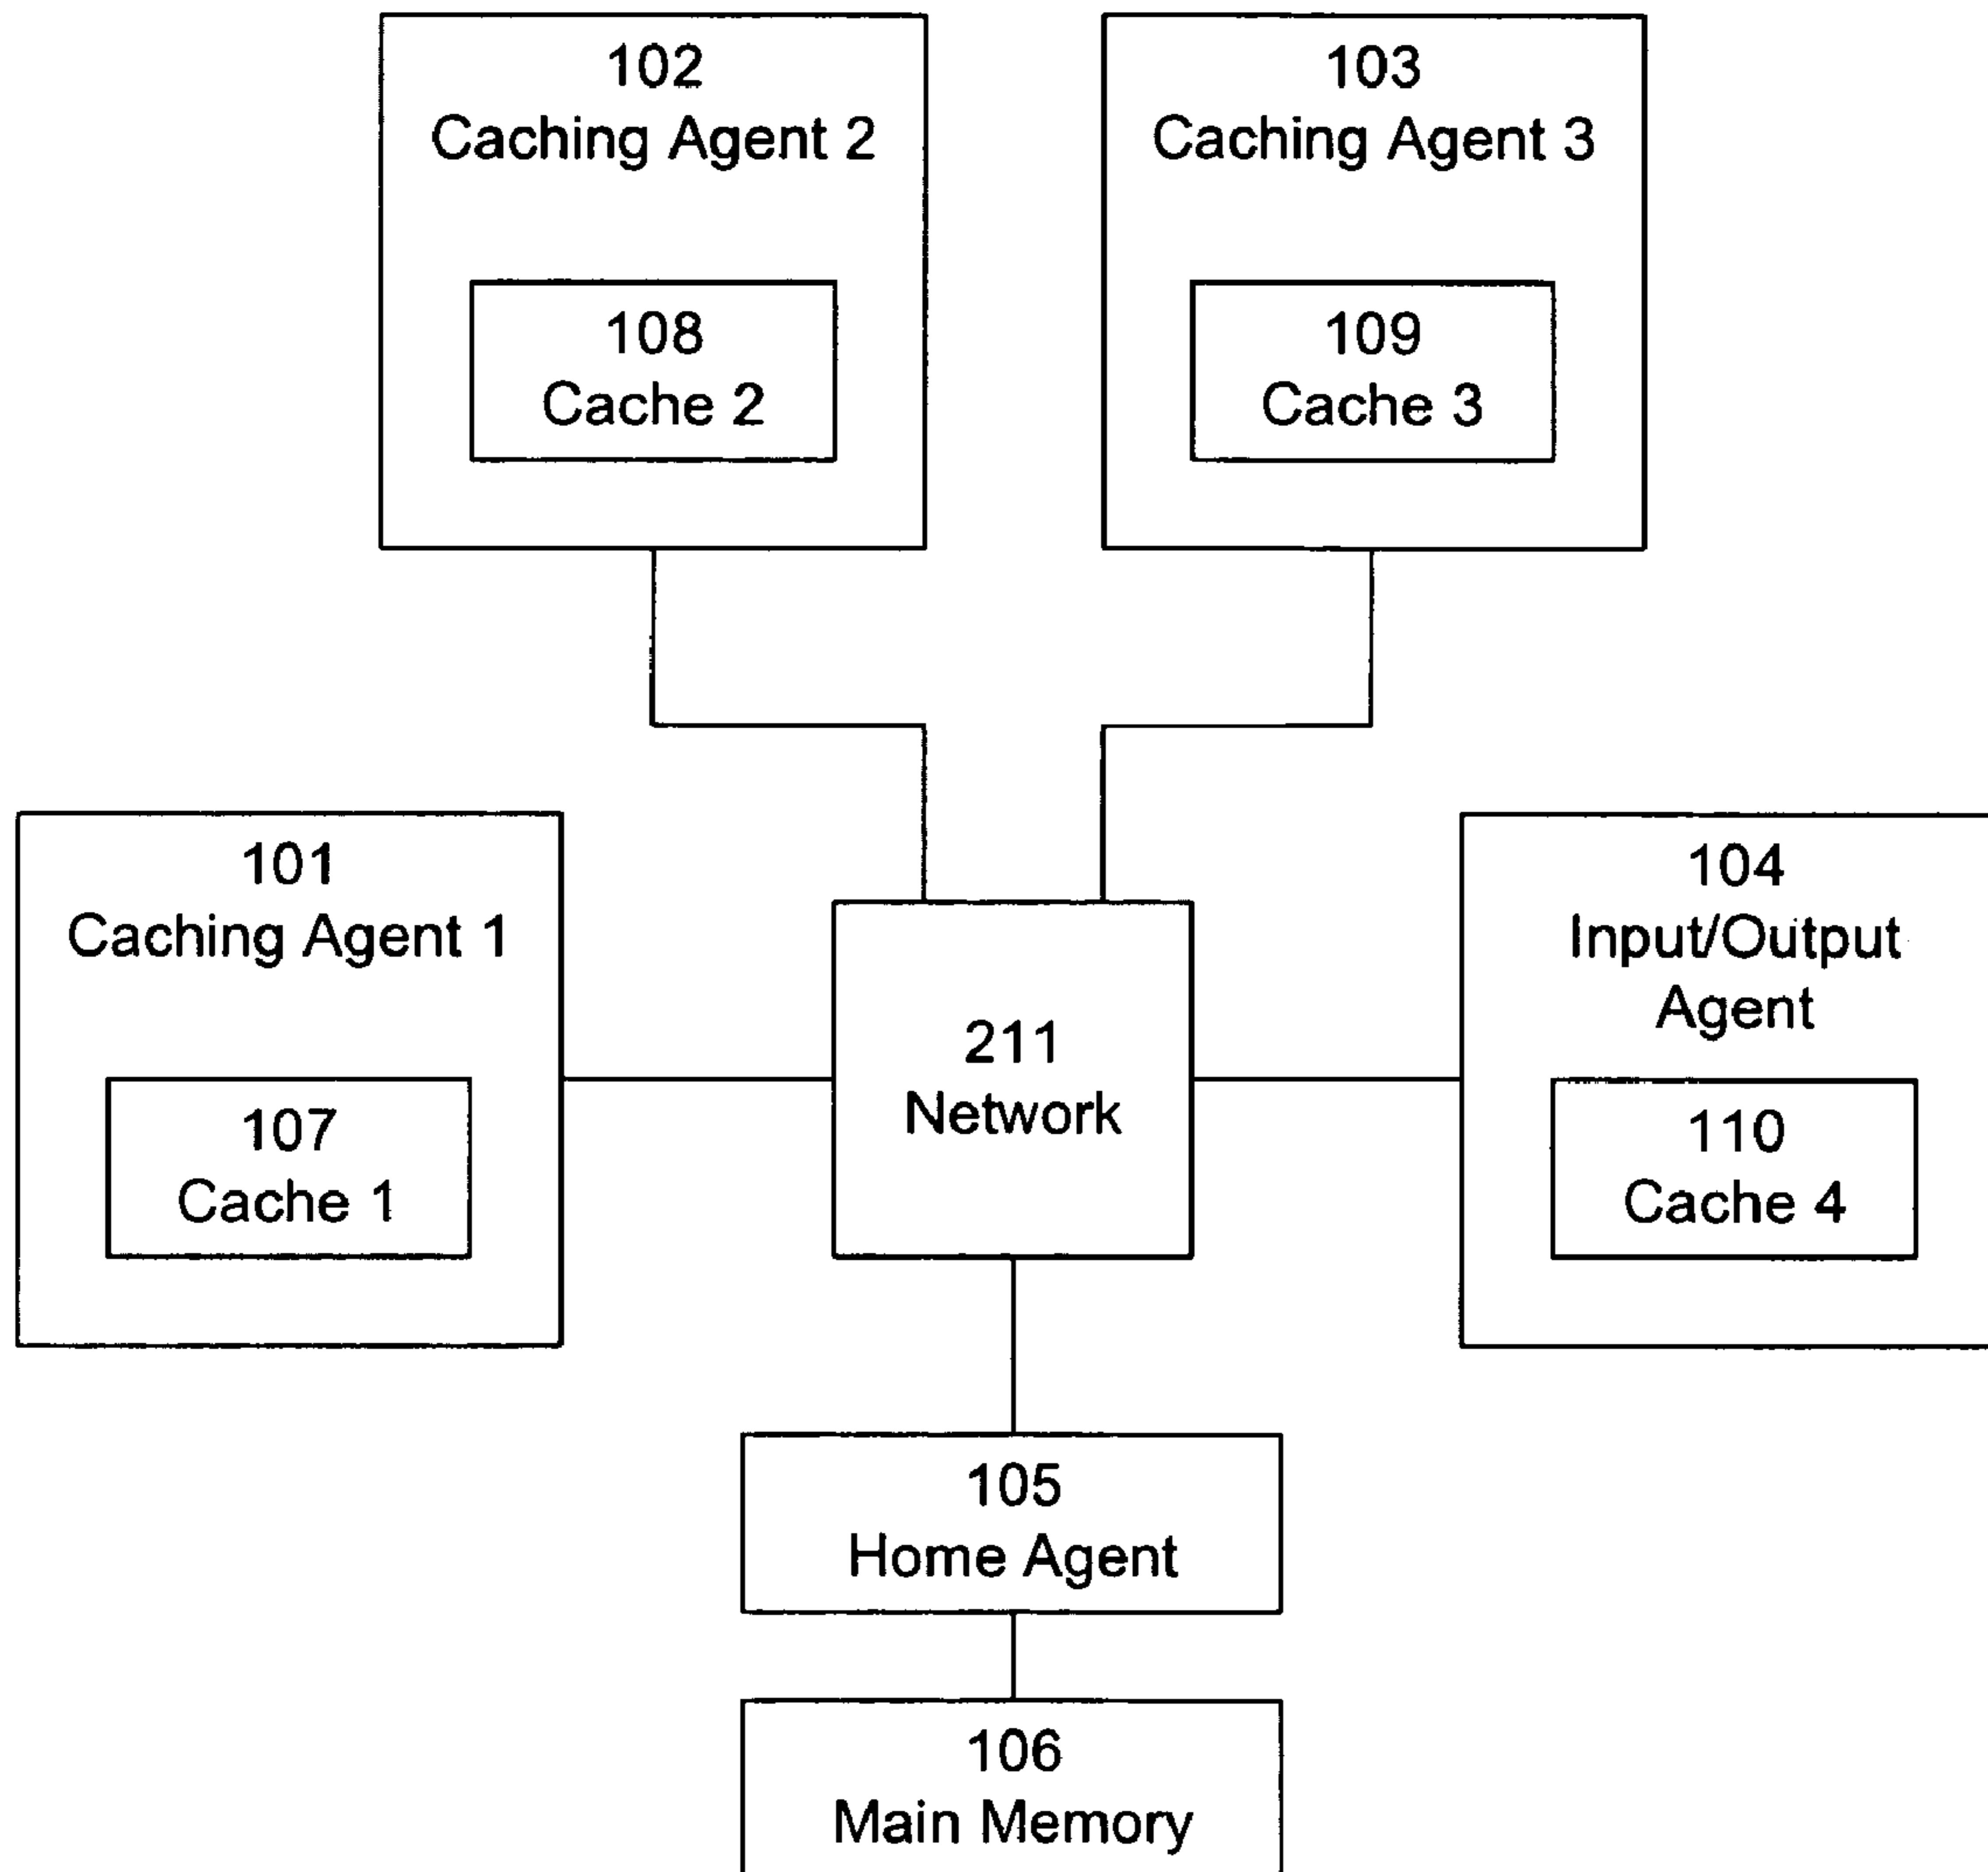 102
Caching Agent 2
108
Cache 2
103
Caching Agent 3
109
Cache 3
101
Caching Agent 1
107
Cache 1
211
Network
104
Input/Output
Agent
110
Cache 4
105
Home Agent
106
Main Memory